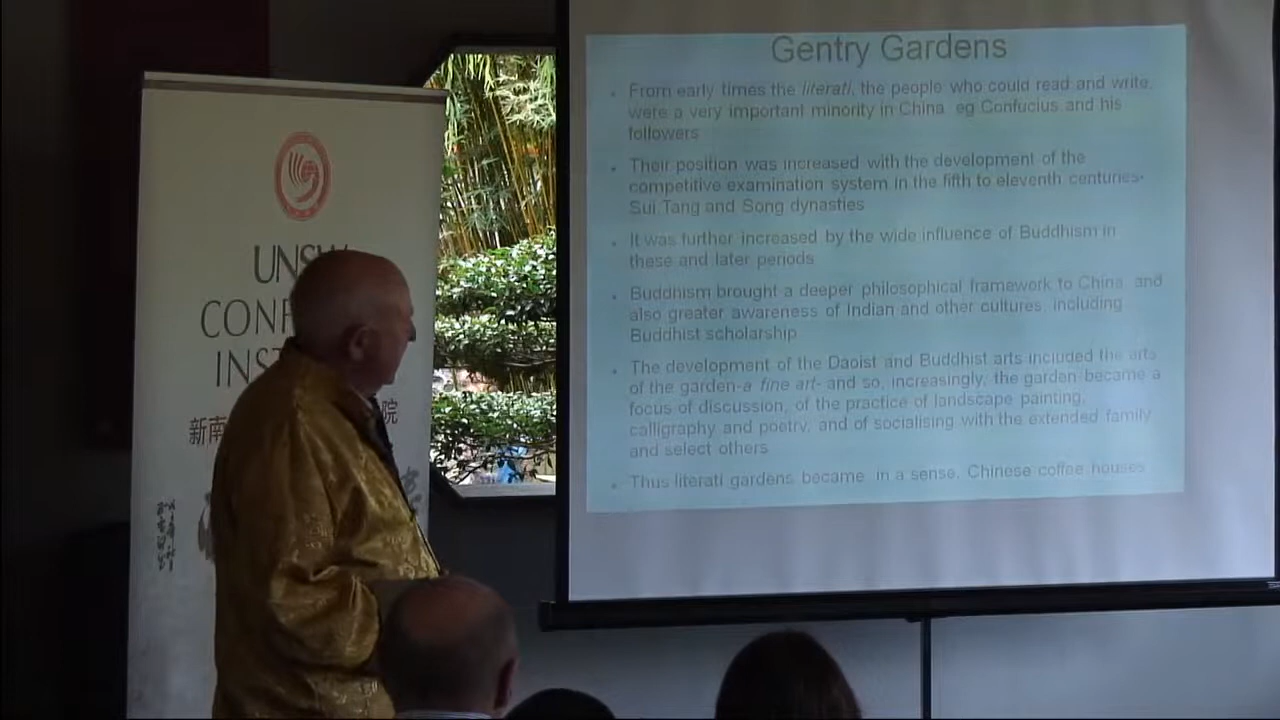 UNSW
CONF
INST
新南 院
Gentry Gardens
From early times the literati, the people who could read and write,
were a very important minority in China eg Confucius and his
followers
Their position was increased with the development of the
competitive examination system in the fifth to eleventh centuries-
Sui Tang and Song dynasties
It was further increased by the wide influence of Buddhism in
these and later periods
Buddhism brought a deeper philosophical framework to China and
also greater awareness of Indian and other cultures including
Buddhist scholarship
The development of the Daoist and Buddhist arts included the arts
of the garden-a fine art- and so, increasingly, the garden became a
focus of discussion, of the practice of landscape painting,
calligraphy and poetry, and of socialising with the extended family
and select others
Thus literati gardens became in a sense, Chinese coffee houses